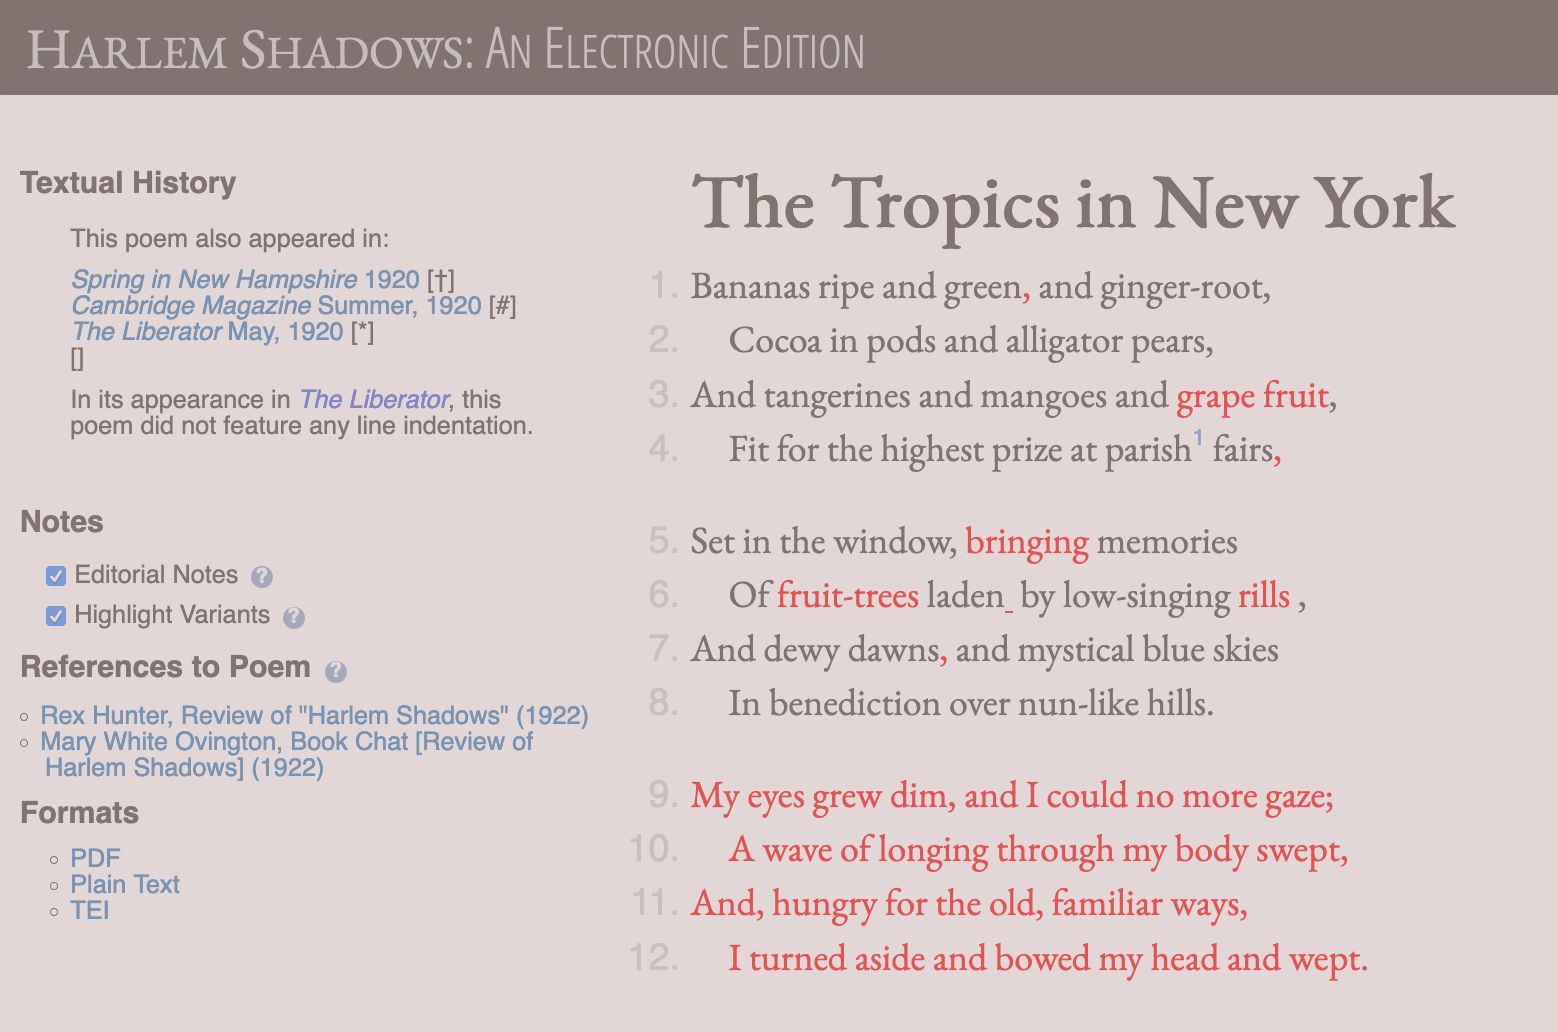 Harlem Shadows: An Electronic Edition
Textual History
This poem also appeared in:
Spring in New Hampshire 1920 [†]
Cambridge Magazine Summer, 1920 [#]
The Liberator May, 1920 [*]
[]
In its appearance in The Liberator, this
poem did not feature any line indentation.
Notes
Editorial Notes ?
Highlight Variants ?
References to Poem ?
Rex Hunter, Review of "Harlem Shadows" (1922)
Mary White Ovington, Book Chat [Review of
Harlem Shadows] (1922)
Formats
PDF
Plain Text
TEI
The Tropics in New York
1. Bananas ripe and green, and ginger-root,
2. Cocoa in pods and alligator pears,
3. And tangerines and mangoes and grape fruit,
4. Fit for the highest prize at parish1 fairs,
5. Set in the window, bringing memories
6. Of fruit-trees laden_ by low-singing rills ,
7. And dewy dawns, and mystical blue skies
8. In benediction over nun-like hills.
9. My eyes grew dim, and I could no more gaze;
10. A wave of longing through my body swept,
11. And, hungry for the old, familiar ways,
12. I turned aside and bowed my head and wept.